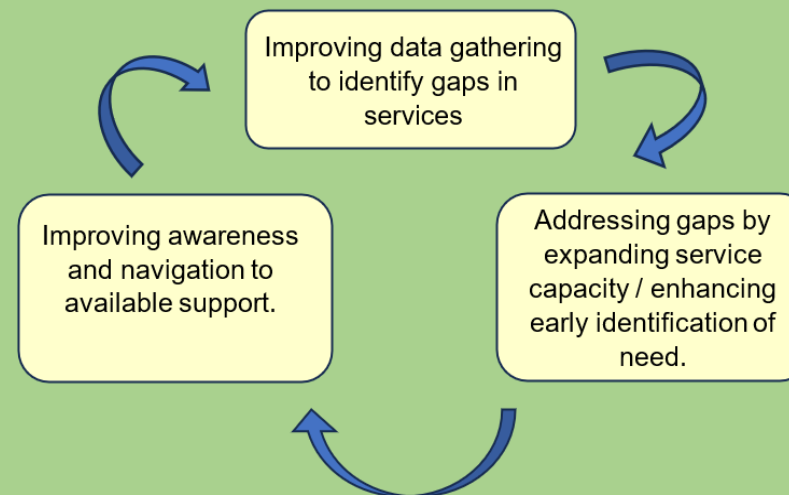 Improving data gathering
to identify gaps in
services
Addressing gaps by
expanding service
capacity / enhancing
early identification of
need.
Improving awareness
and navigation to
available support.